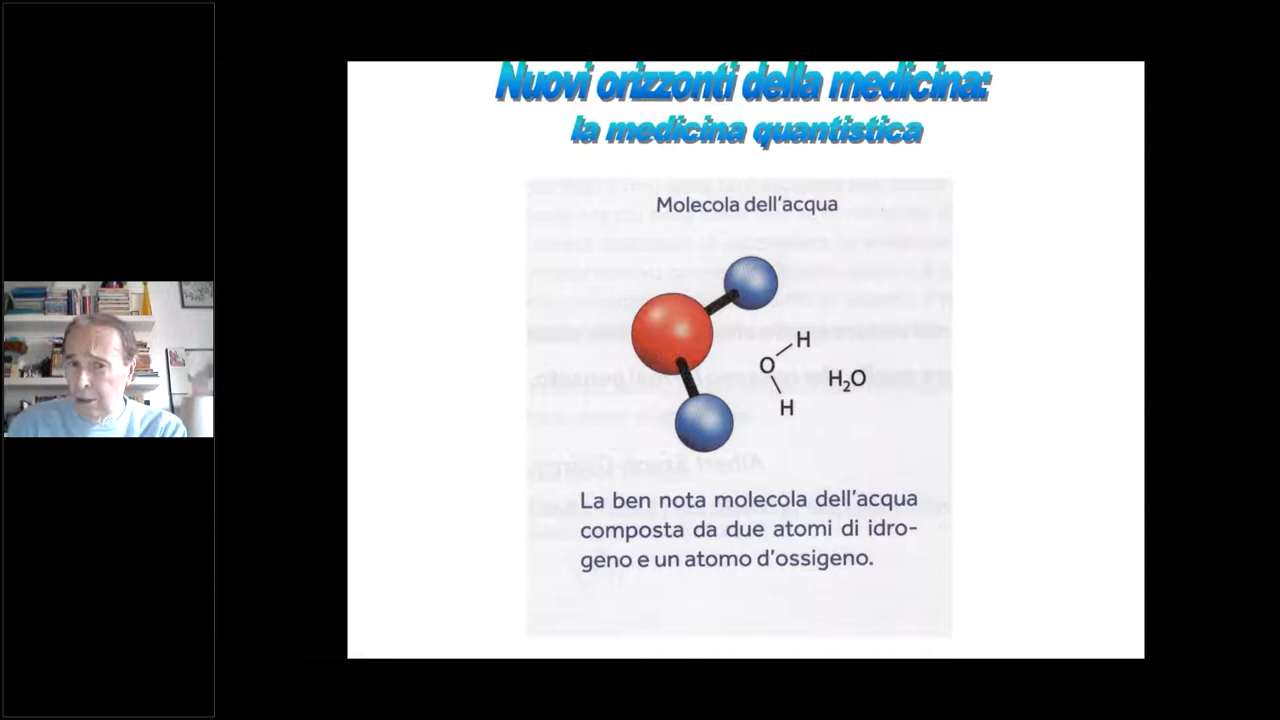 Nuovi orizzonti della medicina:
la medicina quantistica
Molecola dell'acqua
H
O
H₂O
H
La ben nota molecola dell'acqua
composta da due atomi di idro-
geno e un atomo d'ossigeno.